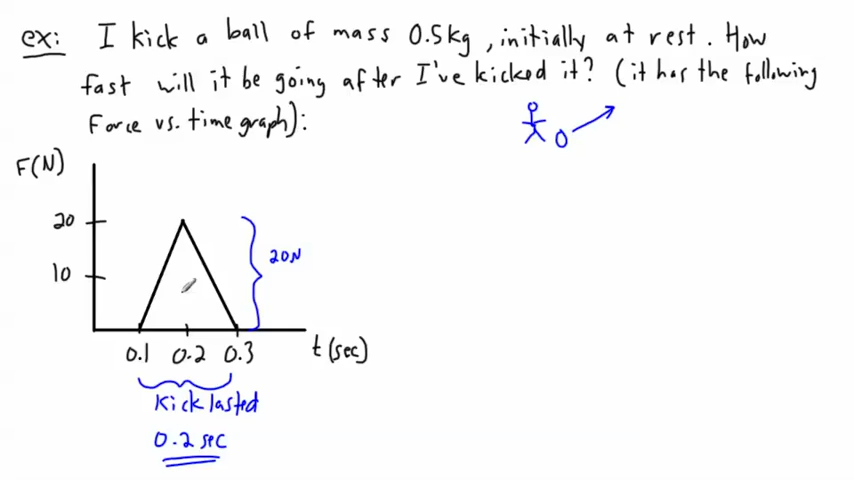 ex: I kick a ball of mass 0.5kg, initially at rest. How
fast will it be going after I've kicked it? (it has the following
Force vs. time graph):
F(N)
20
10
20N
0.1 0.2 0.3 t(sec)
Kick lasted
0.2 sec